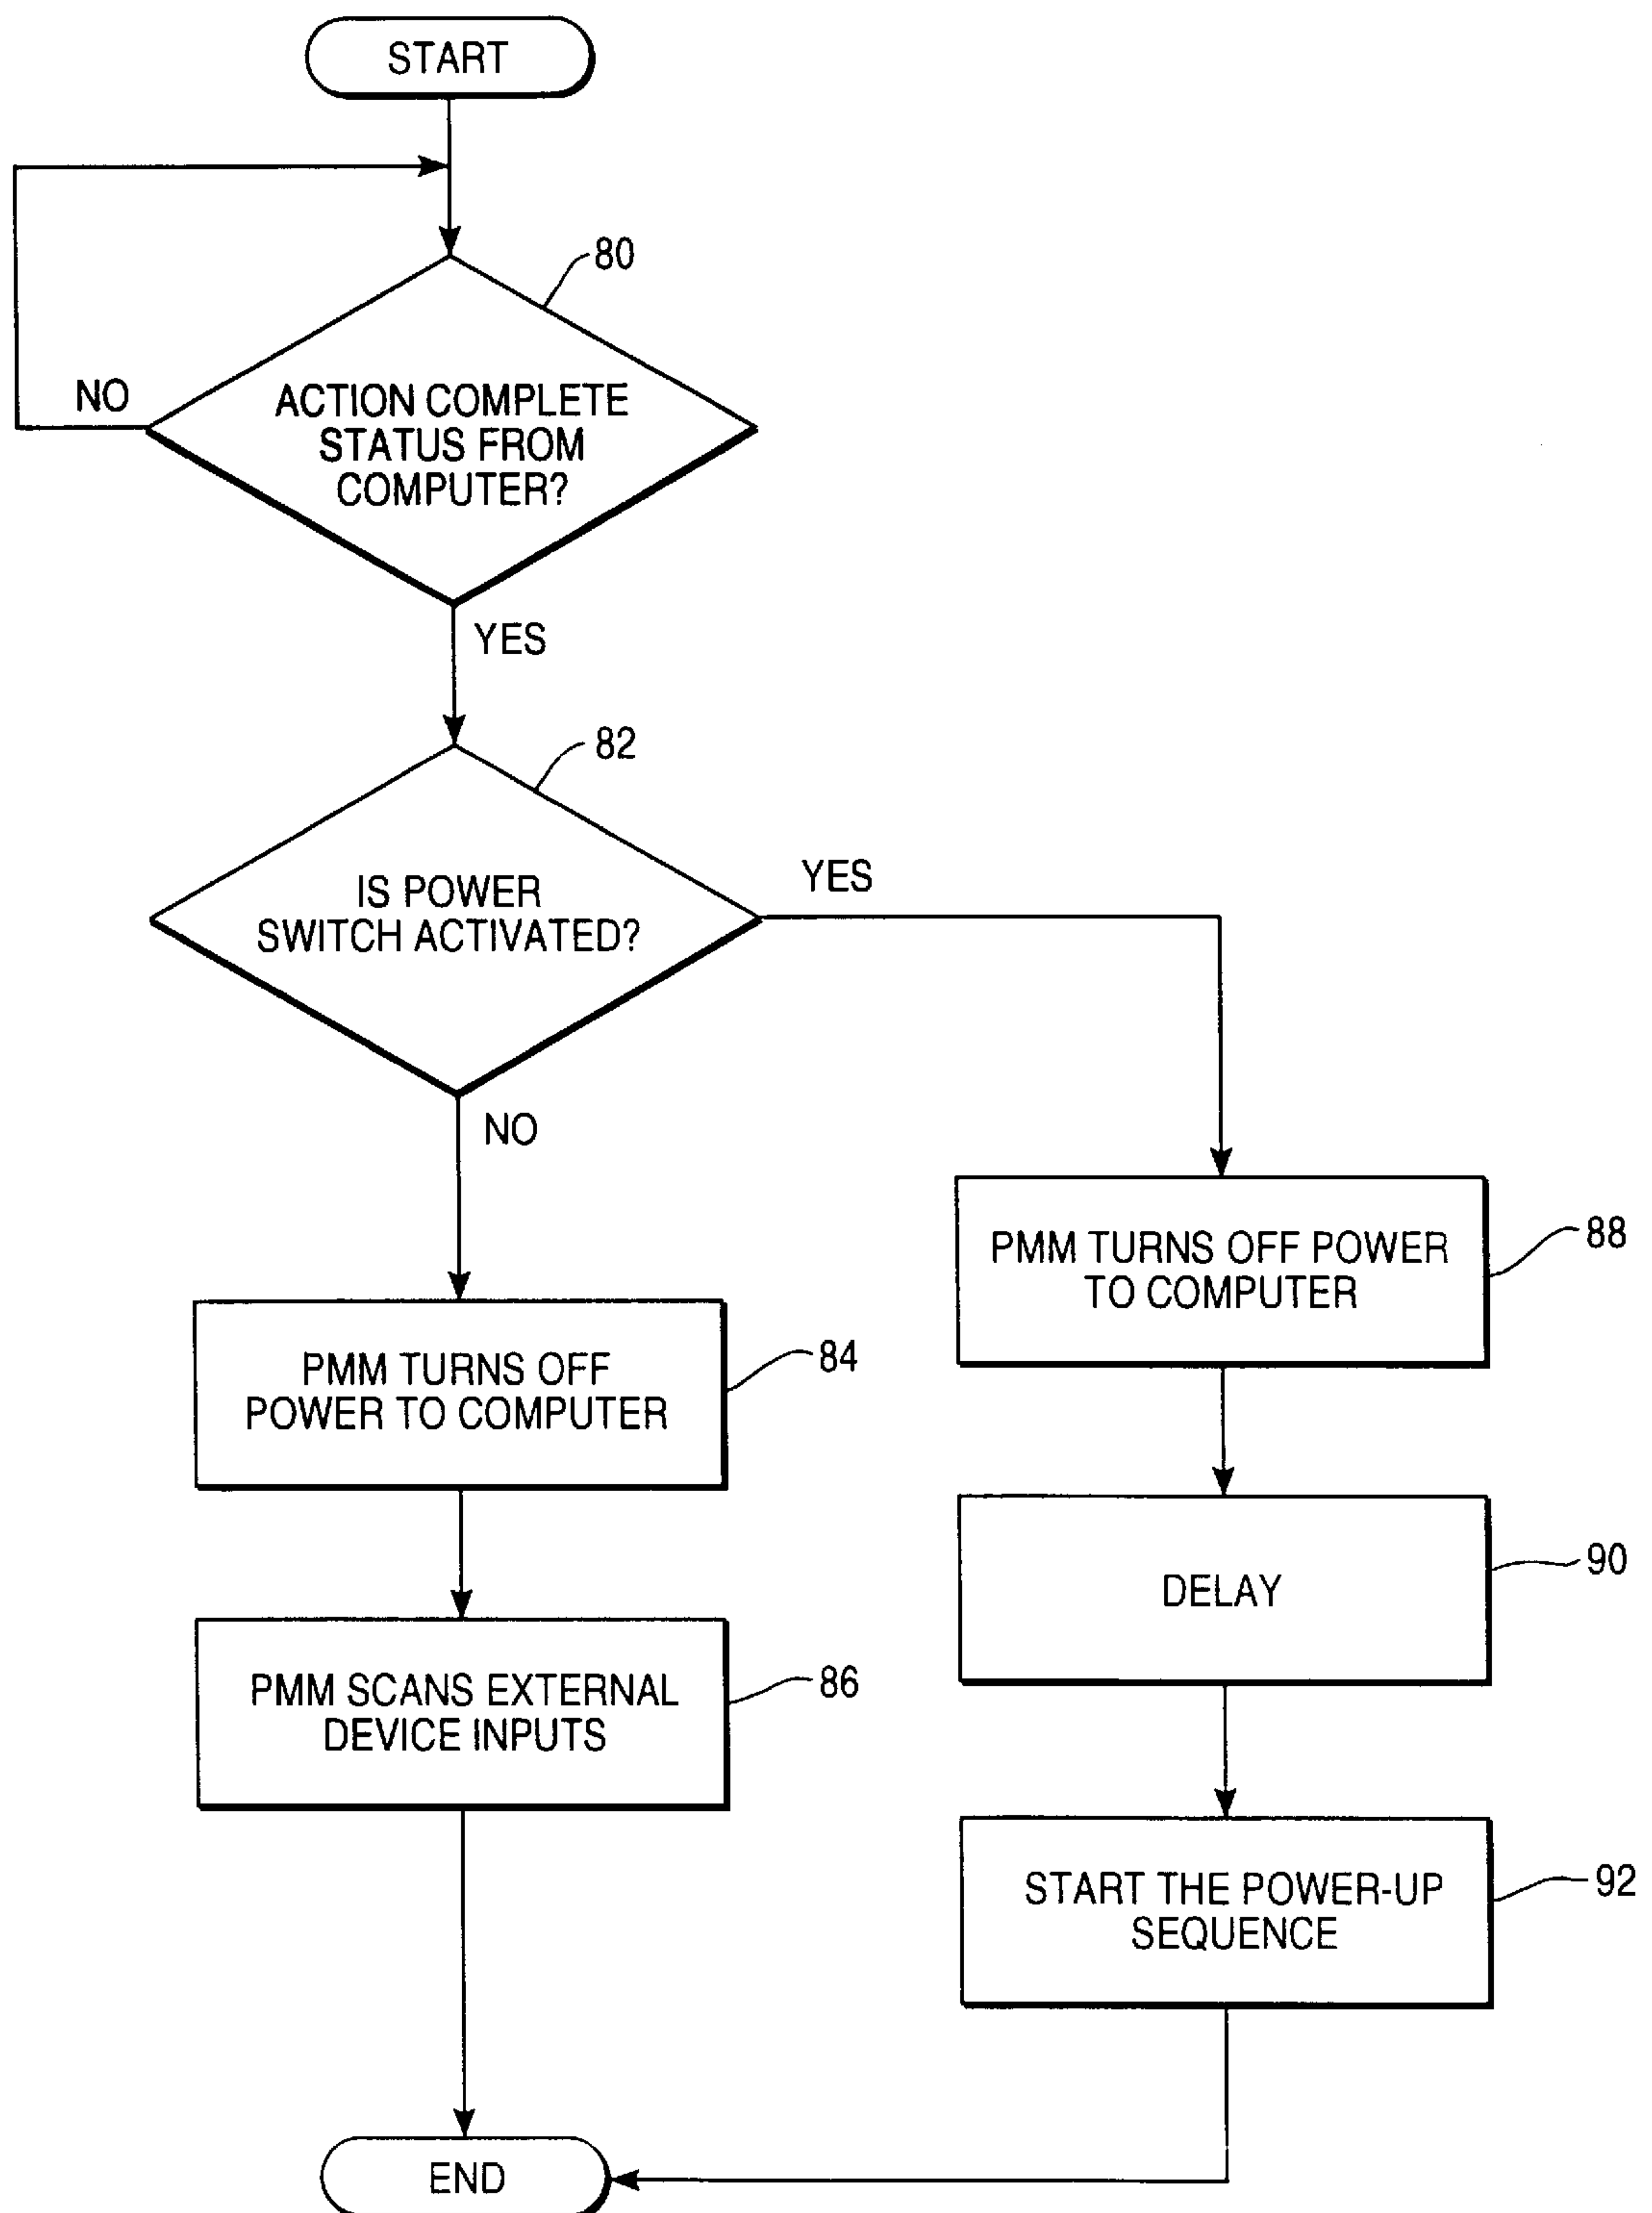 START
80
NO
ACTION COMPLETE
STATUS FROM
COMPUTER?
YES
82
IS POWER
SWITCH ACTIVATED?
YES
NO
PMM TURNS OFF POWER
TO COMPUTER
88
PMM TURNS OFF
POWER TO COMPUTER
84
DELAY
90
PMM SCANS EXTERNAL
DEVICE INPUTS
86
START THE POWER-UP
SEQUENCE
92
END